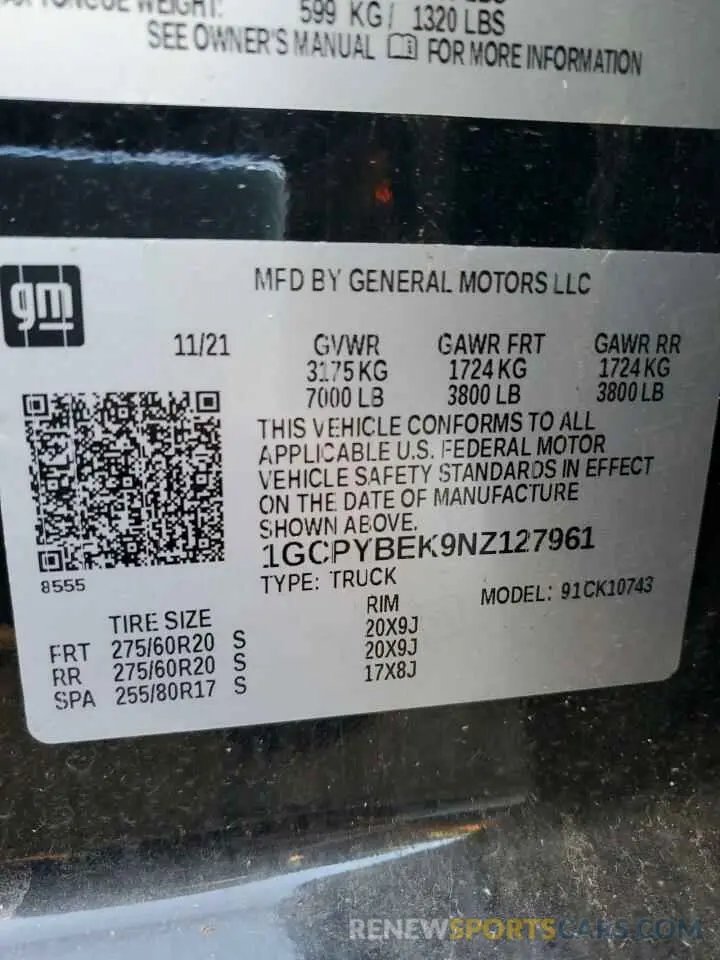 TONGUE WEIGHT: 599 KG / 1320 LBS
SEE OWNER'S MANUAL FOR MORE INFORMATION
gm
MFD BY GENERAL MOTORS LLC
11/21 GVWR GAWR FRT GAWR RR
3175 KG 1724 KG 1724 KG
7000 LB 3800 LB 3800 LB
THIS VEHICLE CONFORMS TO ALL
APPLICABLE U.S. FEDERAL MOTOR
VEHICLE SAFETY STANDARDS IN EFFECT
ON THE DATE OF MANUFACTURE
SHOWN ABOVE.
1GCPYBEK9NZ127961
8555
TYPE: TRUCK MODEL: 91CK10743
TIRE SIZE RIM
FRT 275/60R20 S 20X9J
RR 275/60R20 S 20X9J
SPA 255/80R17 S 17X8J
RENEWSPORTSCARS.COM